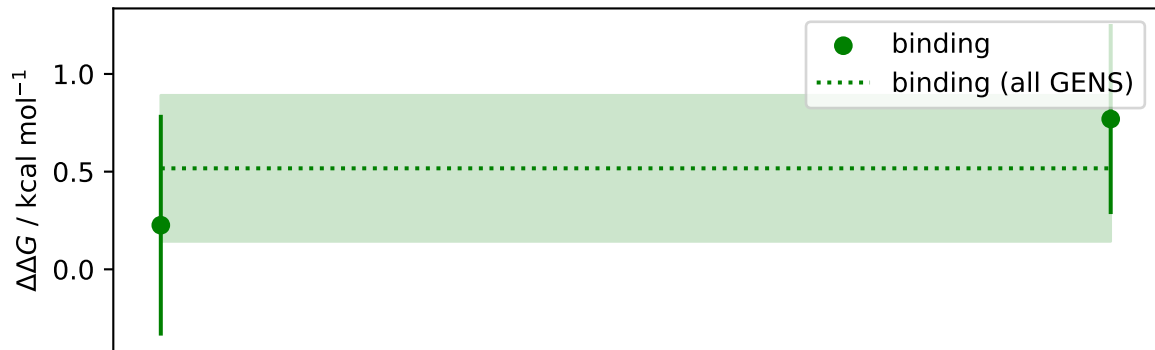 ΔΔG / kcal mol⁻¹
1.0
0.5
0.0
binding
binding (all GENS)